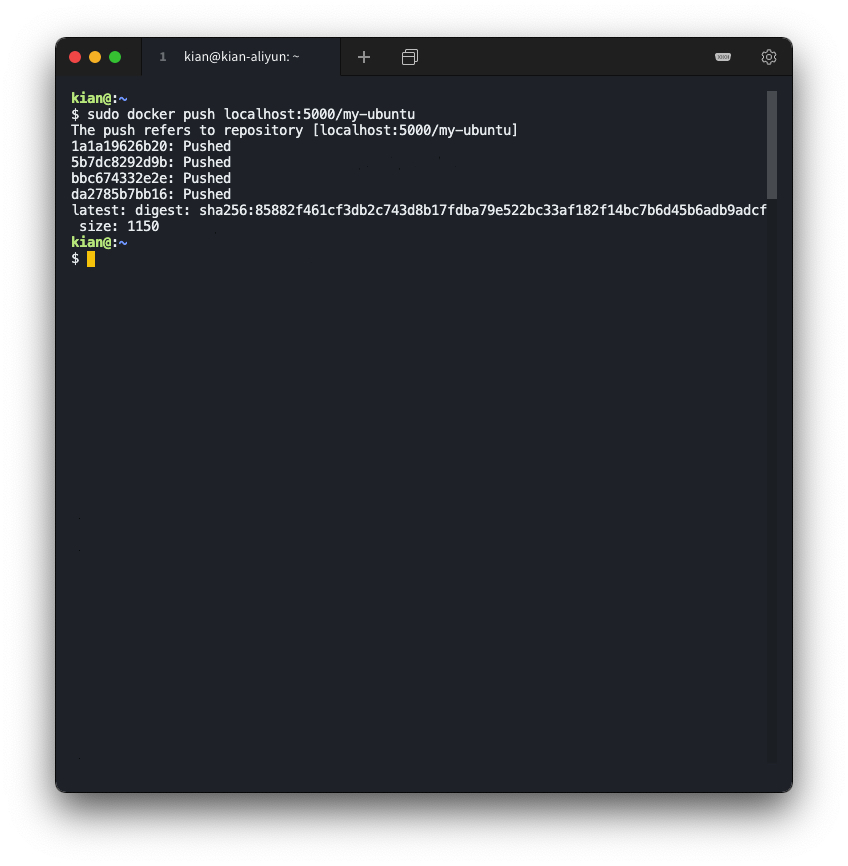 1 kian@kian-aliyun: ~
kian@:~
$ sudo docker push localhost:5000/my-ubuntu
The push refers to repository [localhost:5000/my-ubuntu]
1a1a19626b20: Pushed
5b7dc8292d9b: Pushed
bbc674332e2e: Pushed
da2785b7bb16: Pushed
latest: digest: sha256:85882f461cf3db2c743d8b17fdba79e522bc33af182f14bc7b6d45b6adb9adcf
size: 1150
kian@:~
$